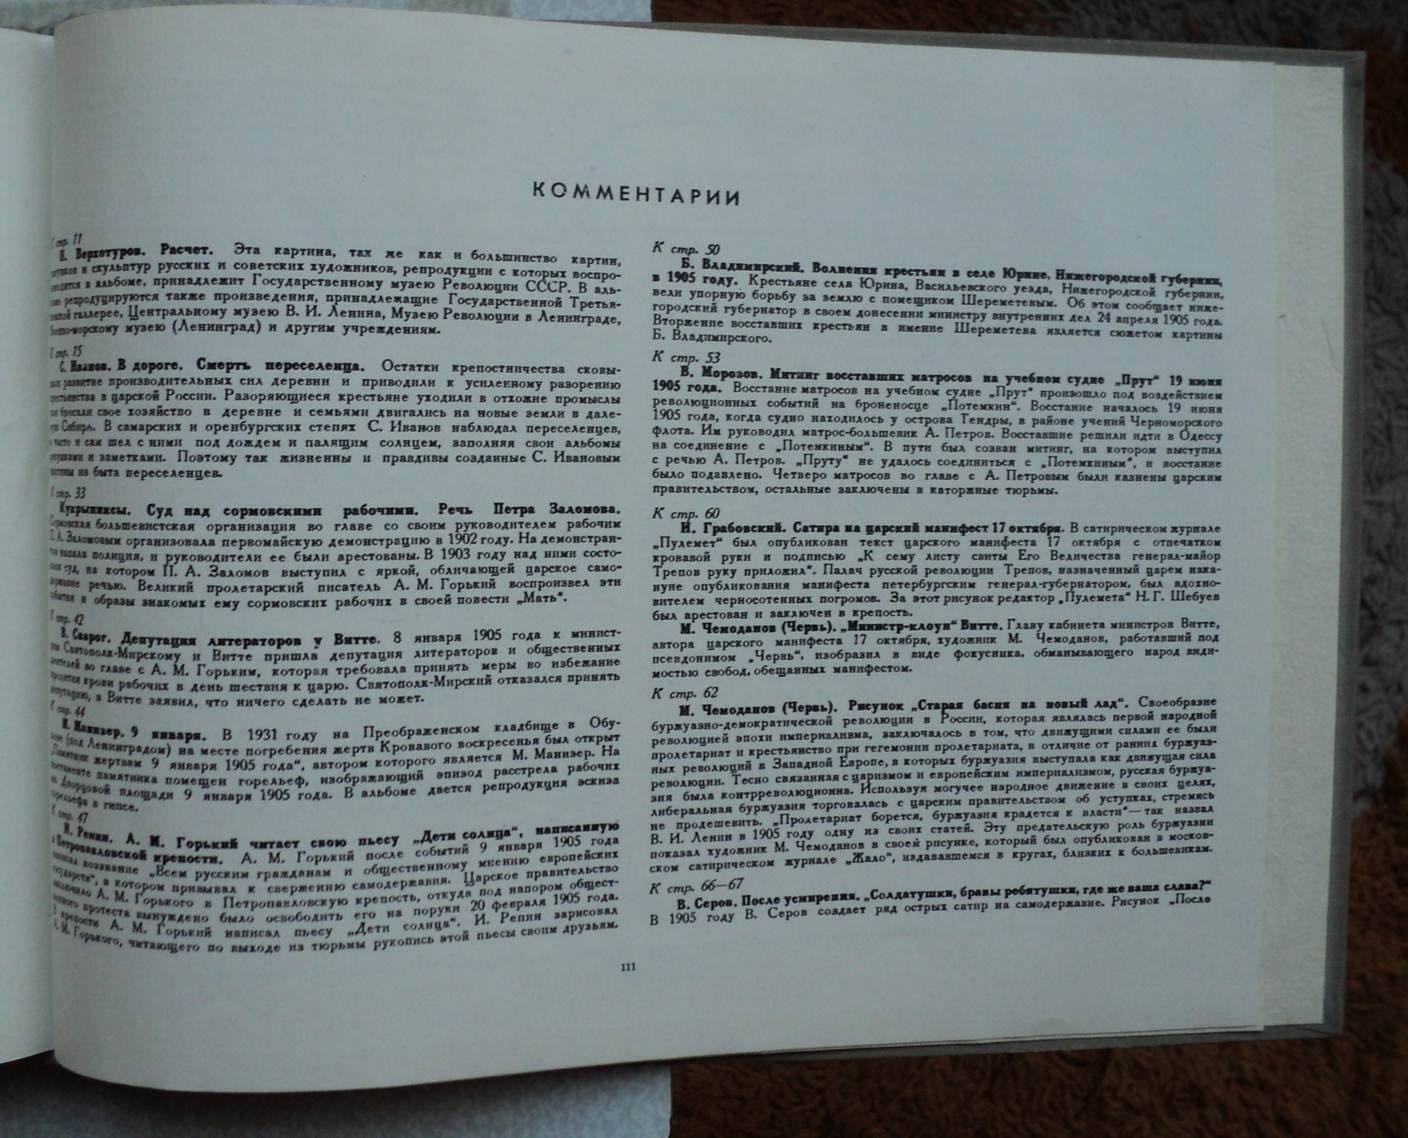 КОММЕНТАРИИ
стр. 11
Н. Верхотуров. Расчет. Эта картина, так же как и большинство картин,
и скульптур русских и советских художников, репродукции с которых воспро-
в альбоме, принадлежит Государственному музею Революции СССР. В аль-
репродуцируются также произведения, принадлежащие Государственной Третья-
галлерее, Центральному музею В. И. Ленина, Музею Революции в Ленинграде,
музею (Ленинград) и другим учреждениям.
стр. 15
С. Иванов. В дороге. Смерть переселенца. Остатки крепостничества сковы-
развитие производительных сил деревни и приводили к усиленному разорению
в царской России. Разоряющиеся крестьяне уходили в отхожие промыслы
бросали свое хозяйство в деревне и семьями двигались на новые земли в дале-
Сибирь. В самарских и оренбургских степях С. Иванов наблюдал переселенцев,
часто и сам шел с ними под дождем и палящим солнцем, заполняя свои альбомы
и заметками. Поэтому так жизненны и правдивы созданные С. Ивановым
из быта переселенцев.
стр. 33
Кукрыниксы. Суд над сормовскими рабочими. Речь Петра Заломова.
Сормовская большевистская организация во главе со своим руководителем рабочим
П. А. Заломовым организовала первомайскую демонстрацию в 1902 году. На демонстран-
напала полиция, и руководители ее были арестованы. В 1903 году над ними состо-
суд, на котором П. А. Заломов выступил с яркой, обличающей царское само-
речью. Великий пролетарский писатель А. М. Горький воспроизвел эти
события и образы знакомых ему сормовских рабочих в своей повести „Мать“.
стр. 42
В. Сварог. Депутация литераторов у Витте. 8 января 1905 года к минист-
Святополк-Мирскому и Витте пришла депутация литераторов и общественных
во главе с А. М. Горьким, которая требовала принять меры во избежание
крови рабочих в день шествия к царю. Святополк-Мирский отказался принять
депутацию, а Витте заявил, что ничего сделать не может.
стр. 44
М. Манизер. 9 января. В 1931 году на Преображенском кладбище в Обу-
(под Ленинградом) на месте погребения жертв Кровавого воскресенья был открыт
„Памятник жертвам 9 января 1905 года“, автором которого является М. Манизер. На
памятника помещен горельеф, изображающий эпизод расстрела рабочих
на Дворцовой площади 9 января 1905 года. В альбоме дается репродукция эскиза
горельефа в гипсе.
К стр. 47
И. Репин. А. М. Горький читает свою пьесу „Дети солнца“, написанную
в Петропавловской крепости. А. М. Горький после событий 9 января 1905 года
написал воззвание „Всем русским гражданам и общественному мнению европейских
государств“, в котором призывал к свержению самодержавия. Царское правительство
заключило А. М. Горького в Петропавловскую крепость, откуда под напором общест-
протеста вынуждено было освободить его на поруки 20 февраля 1905 года.
В крепости А. М. Горький написал пьесу „Дети солнца“. И. Репин зарисовал
А. М. Горького, читающего по выходе из тюрьмы рукопись этой пьесы своим друзьям.
К стр. 50
Б. Владимирский. Волнения крестьян в селе Юрине, Нижегородской губернии,
в 1905 году. Крестьяне села Юрина, Васильевского уезда, Нижегородской губернии,
вели упорную борьбу за землю с помещиком Шереметевым. Об этом сообщает ниже-
городский губернатор в своем донесении министру внутренних дел 24 апреля 1905 года.
Вторжение восставших крестьян в имение Шереметева является сюжетом картины
Б. Владимирского.
К стр. 53
В. Морозов. Митинг восставших матросов на учебном судне „Прут“ 19 июня
1905 года. Восстание матросов на учебном судне „Прут“ произошло под воздействием
революционных событий на броненосце „Потемкин“. Восстание началось 19 июня
1905 года, когда судно находилось у острова Тендры, в районе учений Черноморского
флота. Им руководил матрос-большевик А. Петров. Восставшие решили идти в Одессу
на соединение с „Потемкиным“. В пути был созван митинг, на котором выступил
с речью А. Петров. „Пруту“ не удалось соединиться с „Потемкиным“, и восстание
было подавлено. Четверо матросов во главе с А. Петровым были казнены царским
правительством, остальные заключены в каторжные тюрьмы.
К стр. 60
И. Грабовский. Сатира на царский манифест 17 октября. В сатирическом журнале
„Пулемет“ был опубликован текст царского манифеста 17 октября с отпечатком
кровавой руки и подписью „К сему листу свиты Его Величества генерал-майор
Трепов руку приложил“. Палач русской революции Трепов, назначенный царем нака-
нуне опубликования манифеста петербургским генерал-губернатором, был вдохно-
вителем черносотенных погромов. За этот рисунок редактор „Пулемета“ Н. Г. Шебуев
был арестован и заключен в крепость.
М. Чемоданов (Червь). „Министр-клоун“ Витте. Главу кабинета министров Витте,
автора царского манифеста 17 октября, художник М. Чемоданов, работавший под
псевдонимом „Червь“, изобразил в виде фокусника, обманывающего народ види-
мостью свобод, обещанных манифестом.
К стр. 62
М. Чемоданов (Червь). Рисунок „Старая басня на новый лад“. Своеобразие
буржуазно-демократической революции в России, которая являлась первой народной
революцией эпохи империализма, заключалось в том, что движущими силами ее были
пролетариат и крестьянство при гегемонии пролетариата, в отличие от ранних буржуаз-
ных революций в Западной Европе, в которых буржуазия выступала как движущая сила
революции. Тесно связанная с царизмом и европейским империализмом, русская буржуа-
зия была контрреволюционна. Используя могучее народное движение в своих целях,
либеральная буржуазия торговалась с царским правительством об уступках, стремясь
не продешевить. „Пролетариат борется, буржуазия крадется к власти“ — так назвал
В. И. Ленин в 1905 году одну из своих статей. Эту предательскую роль буржуазии
показал художник М. Чемоданов в своем рисунке, который был опубликован в москов-
ском сатирическом журнале „Жало“, издававшемся в кругах, близких к большевикам.
К стр. 66—67
В. Серов. После усмирения. „Солдатушки, бравы ребятушки, где же ваша слава?“
В 1905 году В. Серов создает ряд острых сатир на самодержавие. Рисунок „После
111